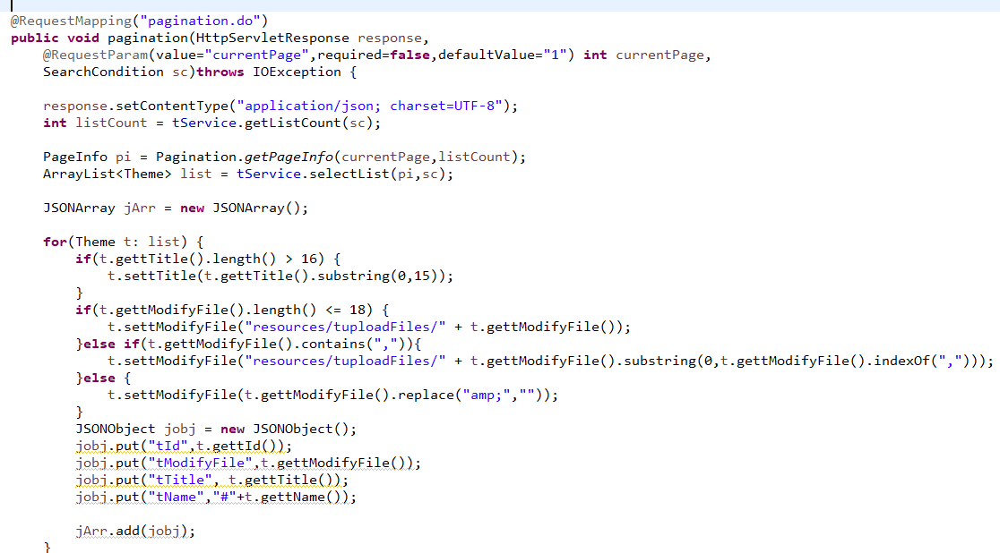 @RequestMapping("pagination.do")
public void pagination(HttpServletResponse response,
    @RequestParam(value="currentPage",required=false,defaultValue="1") int currentPage,
    SearchCondition sc)throws IOException {

    response.setContentType("application/json; charset=UTF-8");
    int listCount = tService.getListCount(sc);

    PageInfo pi = Pagination.getPageInfo(currentPage,listCount);
    ArrayList<Theme> list = tService.selectList(pi,sc);

    JSONArray jArr = new JSONArray();

    for(Theme t: list) {
        if(t.gettTitle().length() > 16) {
            t.settTitle(t.gettTitle().substring(0,15));
        }
        if(t.gettModifyFile().length() <= 18) {
            t.settModifyFile("resources/tuploadFiles/" + t.gettModifyFile());
        }else if(t.gettModifyFile().contains(",")){
            t.settModifyFile("resources/tuploadFiles/" + t.gettModifyFile().substring(0,t.gettModifyFile().indexOf(",")));
        }else {
            t.settModifyFile(t.gettModifyFile().replace("amp;",""));
        }
        JSONObject jobj = new JSONObject();
        jobj.put("tId",t.gettId());
        jobj.put("tModifyFile",t.gettModifyFile());
        jobj.put("tTitle", t.gettTitle());
        jobj.put("tName","#"+t.gettName());

        jArr.add(jobj);
    }